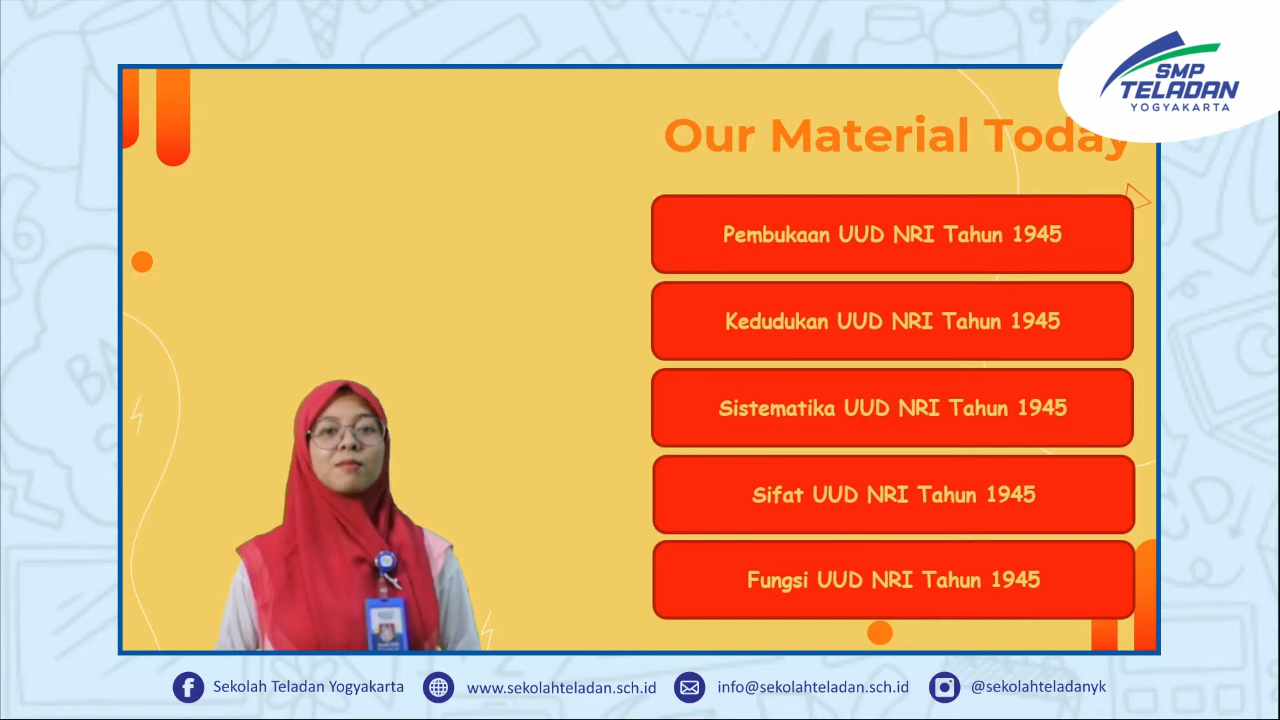 SMP
TELADAN
YOGYAKARTA
Our Material Today
Pembukaan UUD NRI Tahun 1945
Kedudukan UUD NRI Tahun 1945
Sistematika UUD NRI Tahun 1945
Sifat UUD NRI Tahun 1945
Fungsi UUD NRI Tahun 1945
Sekolah Teladan Yogyakarta
www.sekolahteladan.sch.id
info@sekolahteladan.sch.id
@sekolahteladanyk